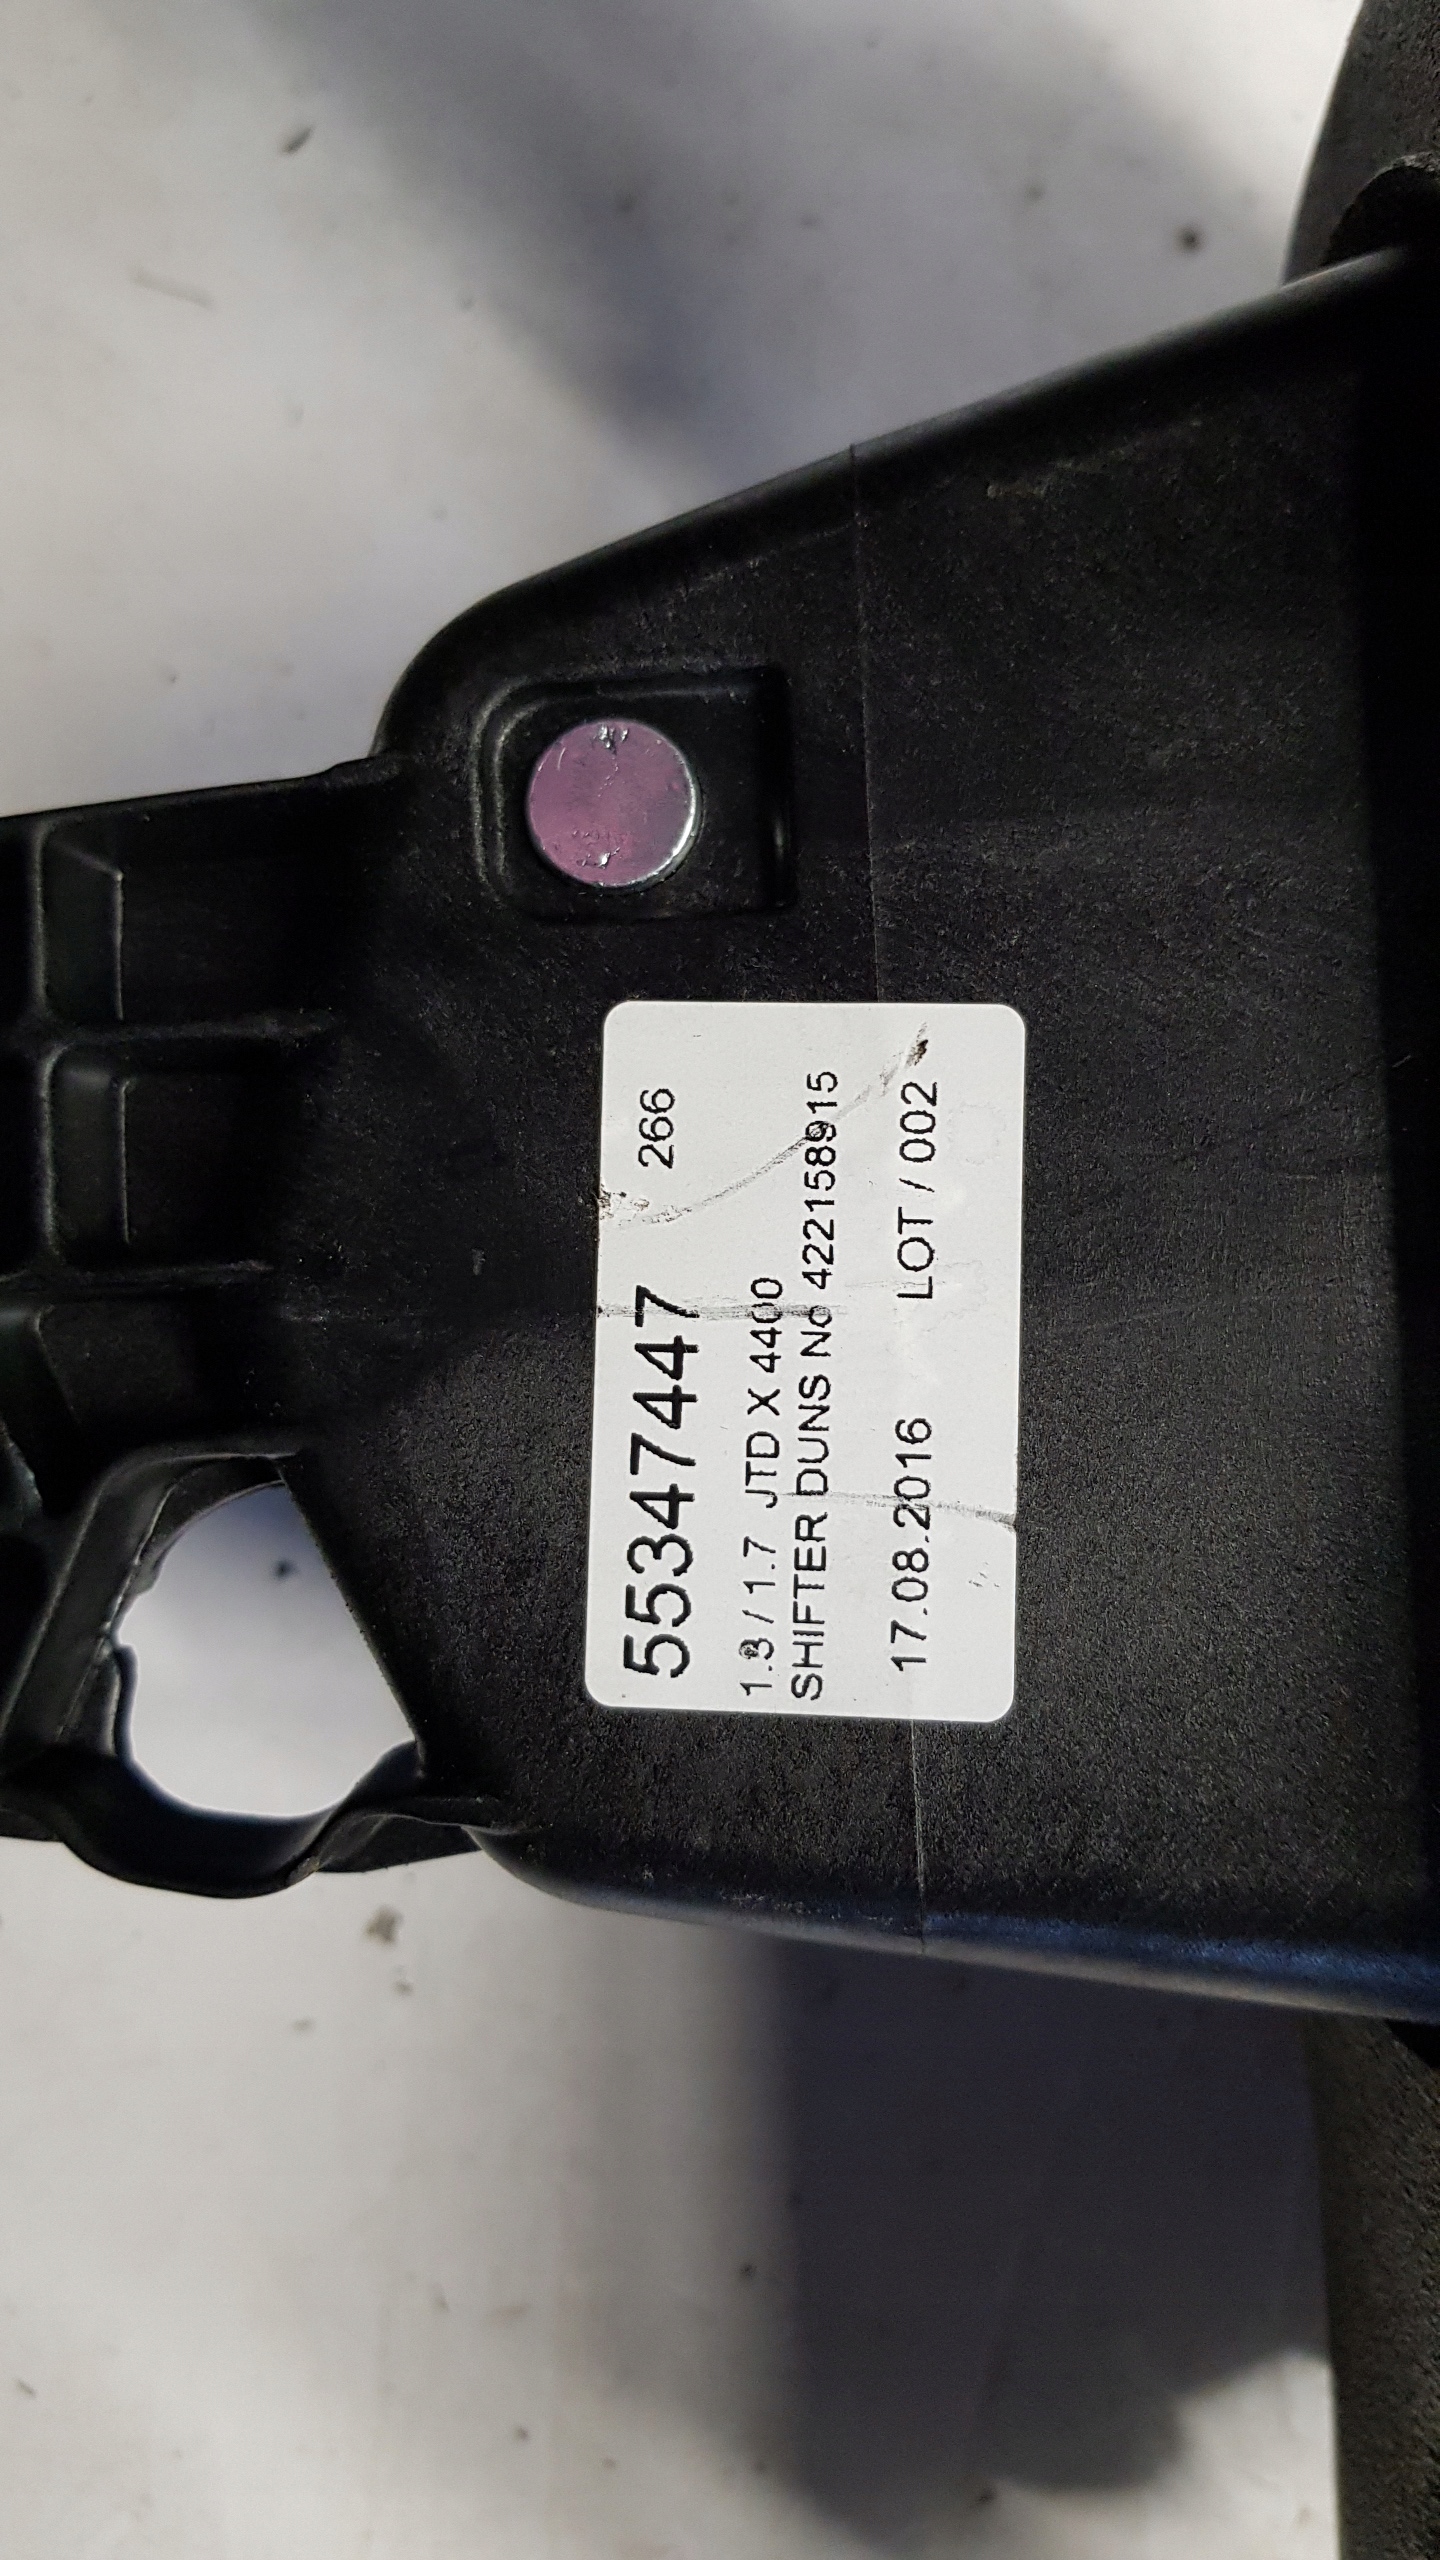 55347447 266
1.3 / 1.7 JTD X 4400
SHIFTER DUNS No 422158915
17.08.2016 LOT / 002